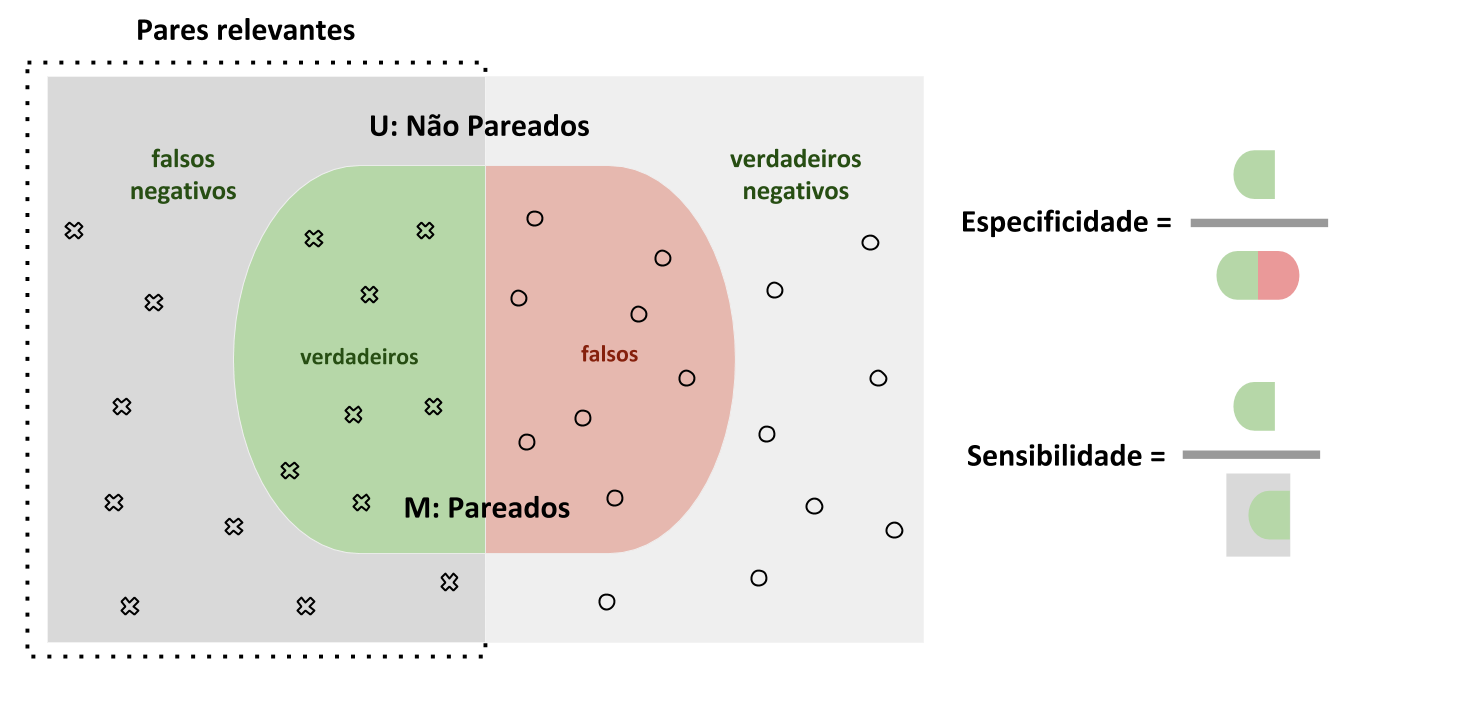 Pares relevantes
U: Não Pareados
falsos
negativos
verdadeiros
negativos
verdadeiros
falsos
M: Pareados
Especificidade =
Sensibilidade =